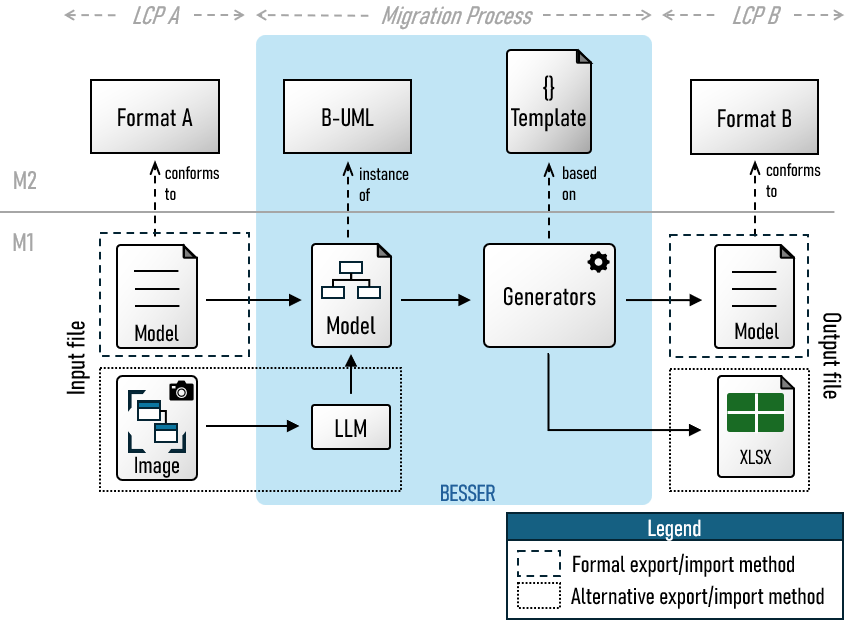 LCP A
Migration Process
LCP B
Format A
B-UML
{}
Template
Format B
M2
conforms
to
instance
of
based
on
conforms
to
M1
Model
Model
Generators
Model
Input file
Output file
Image
LLM
XLSX
BESSER
Legend
Formal export/import method
Alternative export/import method